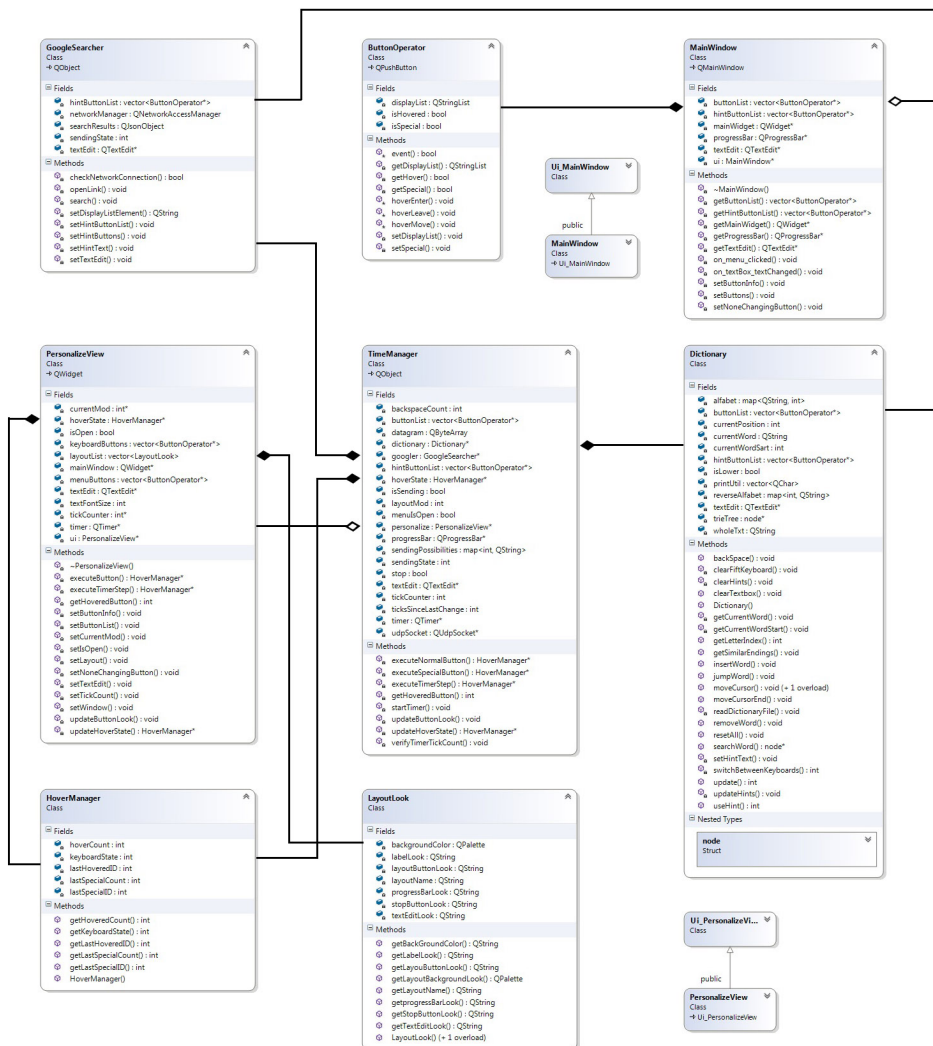 GoogleSearcher
Class
QObject
Fields
hintButtonList : vector<ButtonOperator*>
networkManager : QNetworkAccessManager
searchResults : QJsonObject
sendingState : int
textEdit : QTextEdit*
Methods
checkNetworkConnection() : bool
openLink() : void
search() : void
setDisplayListElement() : QString
setHintButtonList() : void
setHintButtons() : void
setHintText() : void
setTextEdit() : void
ButtonOperator
Class
QPushButton
Fields
displayList : QStringList
isHovered : bool
isSpecial : bool
Methods
event() : bool
getDisplayList() : QStringList
getHover() : bool
getSpecial() : bool
hoverEnter() : void
hoverLeave() : void
hoverMove() : void
setDisplayList() : void
setSpecial() : void
Ui_MainWindow
Class
public
MainWindow
Class
Ui_MainWindow
MainWindow
Class
QMainWindow
Fields
buttonList : vector<ButtonOperator*>
hintButtonList : vector<ButtonOperator*>
mainWidget : QWidget*
progressBar : QProgressBar*
textEdit : QTextEdit*
ui : MainWindow*
Methods
~MainWindow()
getButtonList() : vector<ButtonOperator*>
getHintButtonList() : vector<ButtonOperator*>
getMainWidget() : QWidget*
getProgressBar() : QProgressBar*
getTextEdit() : QTextEdit*
on_menu_clicked() : void
on_textBox_textChanged() : void
setButtonInfo() : void
setButtons() : void
setNoneChangingButton() : void
PersonalizeView
Class
QWidget
Fields
currentMod : int*
hoverState : HoverManager*
isOpen : bool
keyboardButtons : vector<ButtonOperator*>
layoutList : vector<LayoutLook>
mainWindow : QWidget*
menuButtons : vector<ButtonOperator*>
textEdit : QTextEdit*
textFontSize : int
tickCounter : int*
timer : QTimer*
ui : PersonalizeView*
Methods
~PersonalizeView()
executeButton() : HoverManager*
executeTimerStep() : HoverManager*
getHoveredButton() : int
setButtonInfo() : void
setButtonList() : void
setCurrentMod() : void
setIsOpen() : void
setLayout() : void
setNoneChangingButton() : void
setTextEdit() : void
setTickCount() : void
setWindow() : void
updateButtonLook() : void
updateHoverState() : HoverManager*
TimeManager
Class
QObject
Fields
backspaceCount : int
buttonList : vector<ButtonOperator*>
datagram : QByteArray
dictionary : Dictionary*
googler : GoogleSearcher*
hintButtonList : vector<ButtonOperator*>
hoverState : HoverManager*
isSending : bool
layoutMod : int
menuIsOpen : bool
personalize : PersonalizeView*
progressBar : QProgressBar*
sendingPossibilities : map<int, QString>
sendingState : int
stop : bool
textEdit : QTextEdit*
tickCounter : int
ticksSinceLastChange : int
timer : QTimer*
udpSocket : QUdpSocket*
Methods
executeNormalButton() : HoverManager*
executeSpecialButton() : HoverManager*
executeTimerStep() : HoverManager*
getHoveredButton() : int
startTimer() : void
updateButtonLook() : void
updateHoverState() : HoverManager*
verifyTimerTickCount() : void
Dictionary
Class
Fields
alfabet : map<QString, int>
buttonList : vector<ButtonOperator*>
currentPosition : int
currentWord : QString
currentWordSart : int
hintButtonList : vector<ButtonOperator*>
isLower : bool
printUtil : vector<QChar>
reverseAlfabet : map<int, QString>
textEdit : QTextEdit*
trieTree : node*
wholeTxt : QString
Methods
backSpace() : void
clearFiftKeyboard() : void
clearHints() : void
clearTextbox() : void
Dictionary()
getCurrentWord() : void
getCurrentWordStart() : void
getLetterIndex() : int
getSimilarEndings() : void
insertWord() : void
jumpWord() : void
moveCursor() : void (+ 1 overload)
moveCursorEnd() : void
readDictionaryFile() : void
removeWord() : void
resetAll() : void
searchWord() : node*
setHintText() : void
switchBetweenKeyboards() : int
update() : int
updateHints() : void
useHint() : int
Nested Types
node
Struct
HoverManager
Class
Fields
hoverCount : int
keyboardState : int
lastHoveredID : int
lastSpecialCount : int
lastSpecialID : int
Methods
getHoveredCount() : int
getKeyboardState() : int
getLastHoveredID() : int
getLastSpecialCount() : int
getLastSpecialID() : int
HoverManager()
LayoutLook
Class
Fields
backgroundColor : QPalette
labelLook : QString
layoutButtonLook : QString
layoutName : QString
progressBarLook : QString
stopButtonLook : QString
textEditLook : QString
Methods
getBackGroundColor() : QString
getLabelLook() : QString
getLayouButtonLook() : QString
getLayoutBackgroundLook() : QPalette
getLayoutName() : QString
getprogressBarLook() : QString
getStopButtonLook() : QString
getTextEditLook() : QString
LayoutLook() (+ 1 overload)
Ui_PersonalizeVi...
Class
public
PersonalizeView
Class
Ui_PersonalizeView